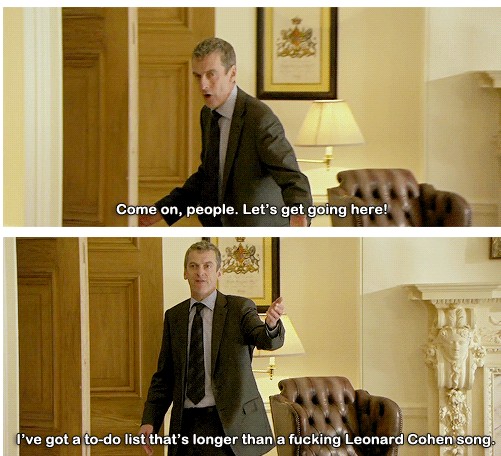 Come on, people. Let's get going here!
I've got a to-do list that's longer than a fucking Leonard Cohen song.